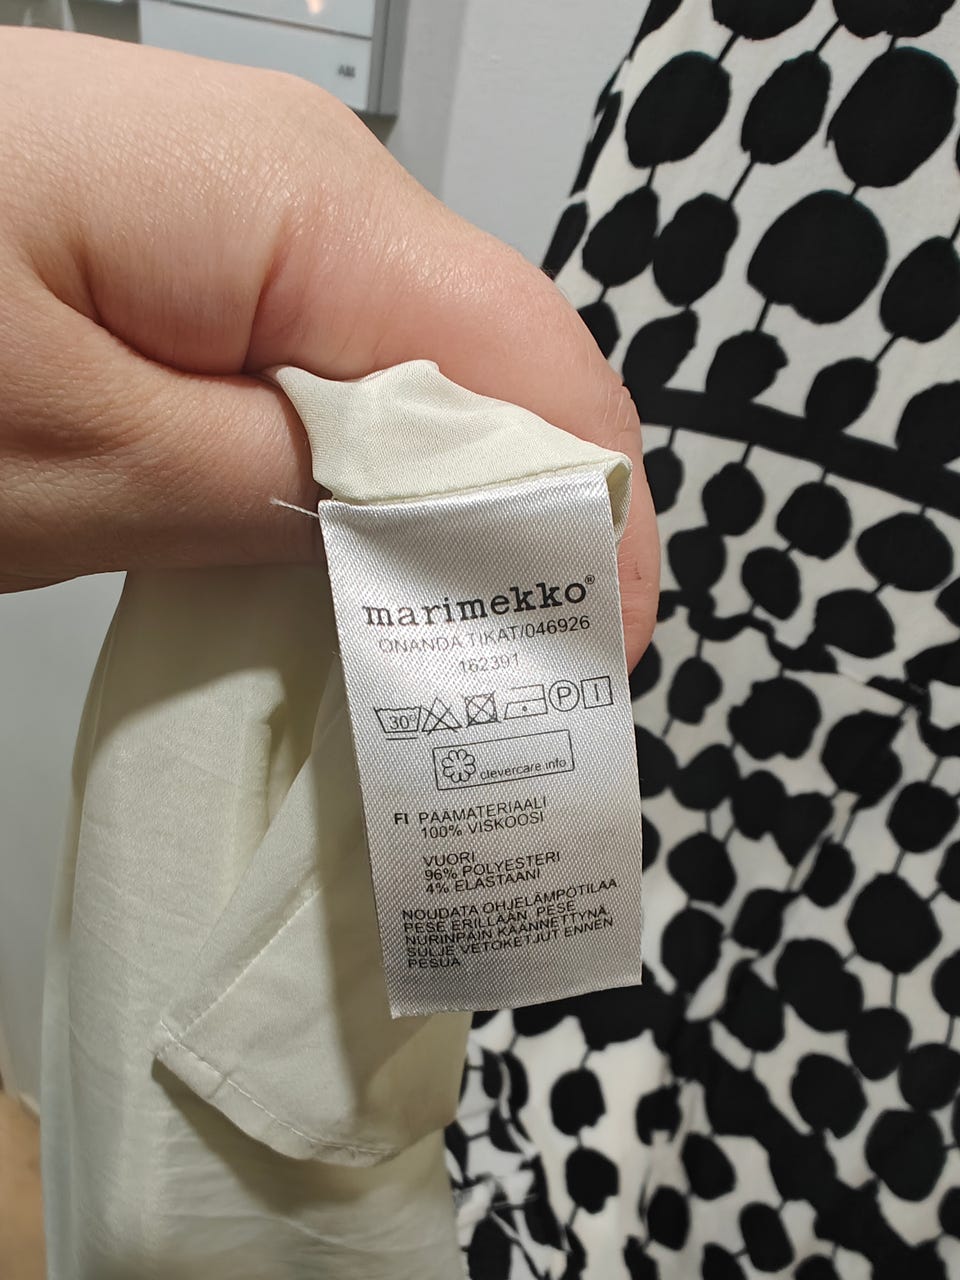 ABB
marimekko®
ONANDA TIKAT/046926
162391
30°
P
clevercare.info
FI PÄÄMATERIAALI
100% VISKOOSI
VUORI
96% POLYESTERI
4% ELASTAANI
NOUDATA OHJELÄMPÖTILAA
PESE ERILLÄÄN, PESE
NURINPÄIN KÄÄNNETTYNÄ
SULJE VETOKETJUT ENNEN
PESUA